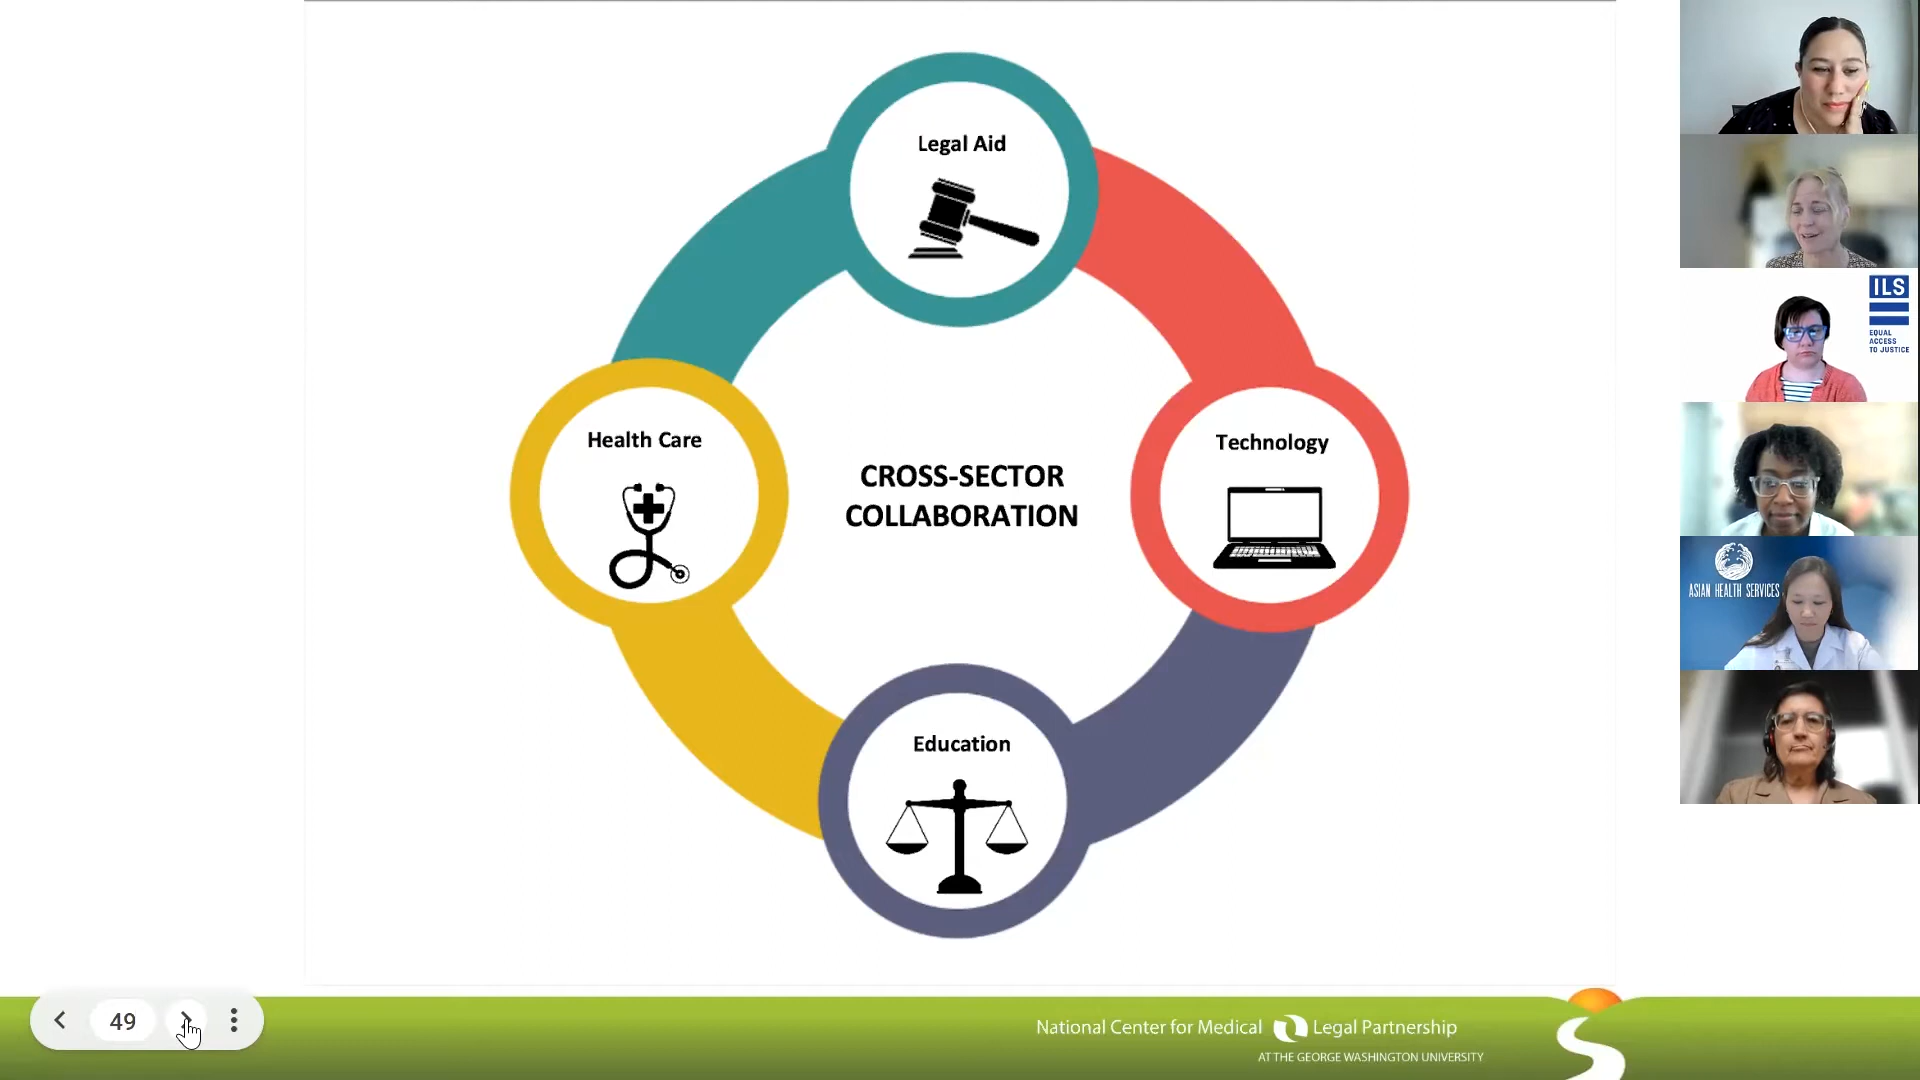 Legal Aid
Health Care
Technology
CROSS-SECTOR
COLLABORATION
Education
ILS
EQUAL
ACCESS
TO JUSTICE
ASIAN HEALTH SERVICES
49
National Center for Medical Legal Partnership
AT THE GEORGE WASHINGTON UNIVERSITY